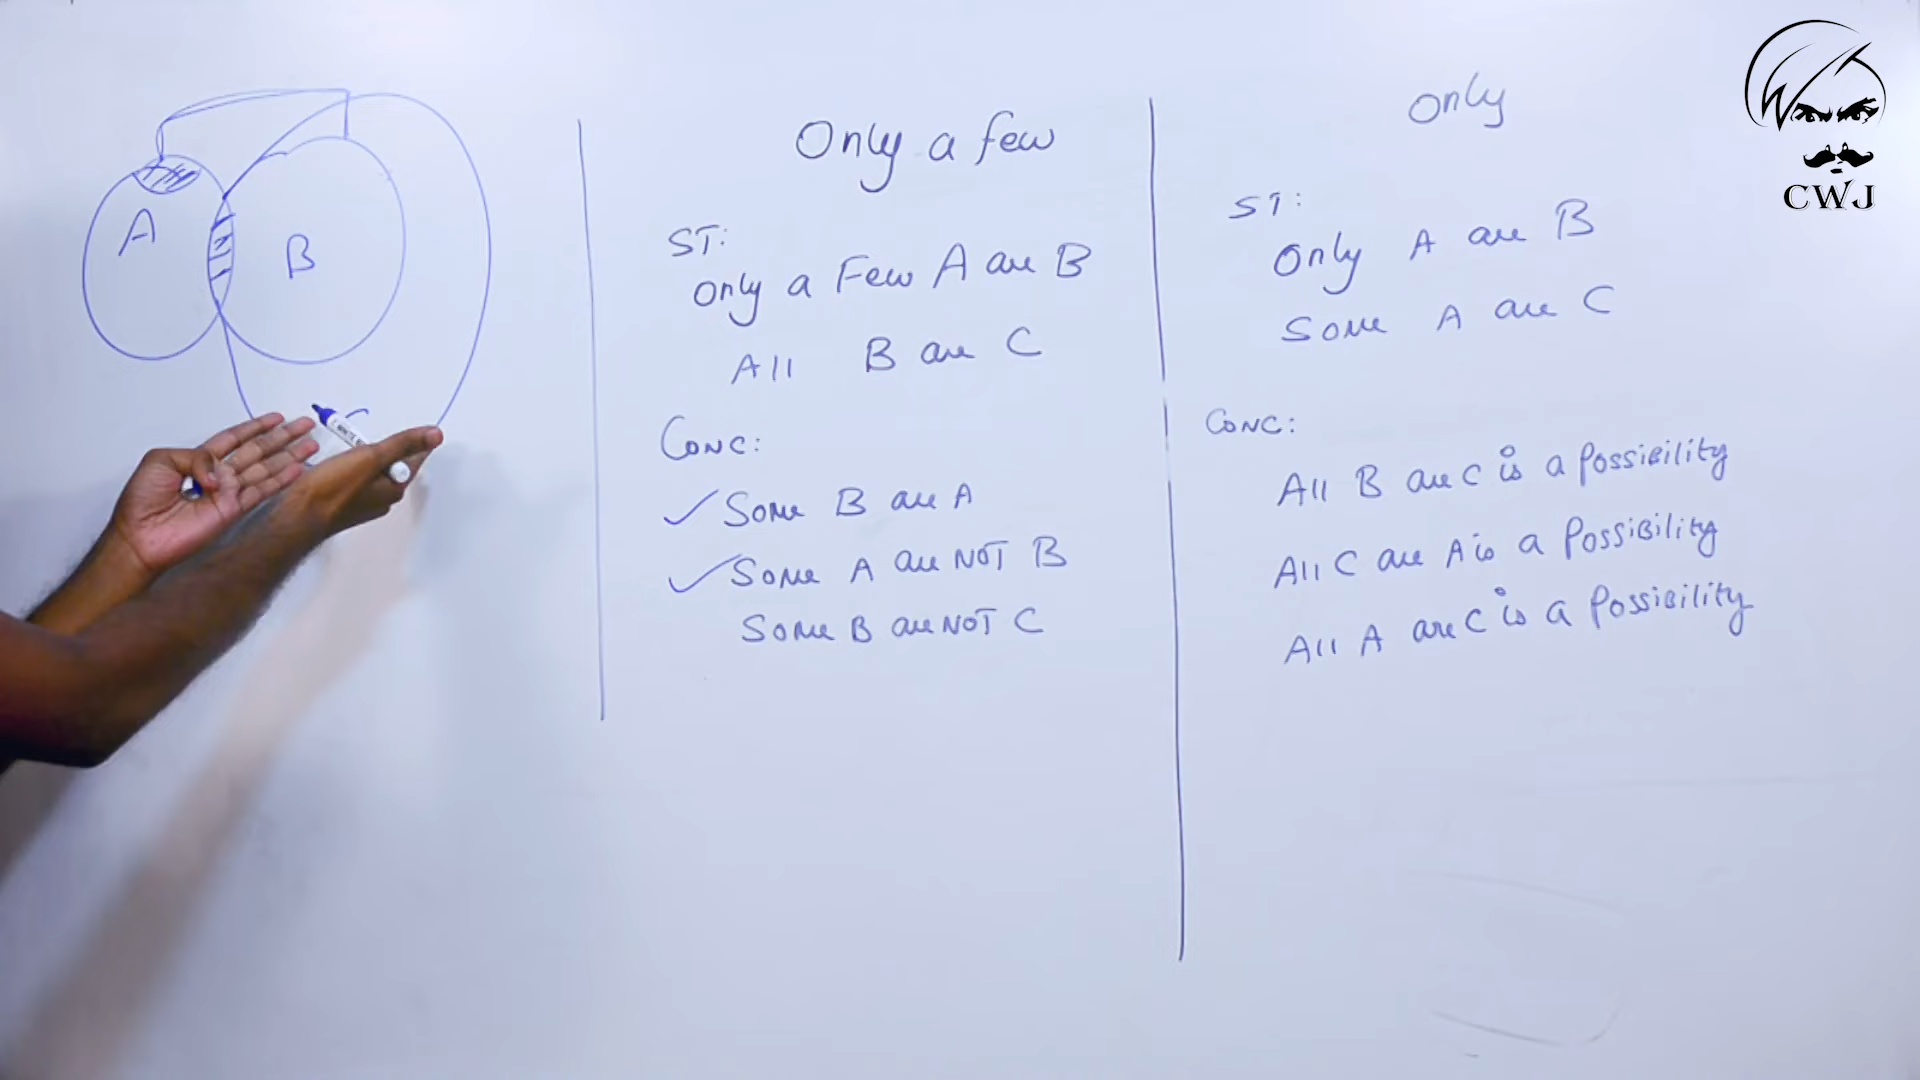 A
B
Only a few
ST:
Only a Few A are B
All B are C
Conc:
✓ Some B are A
✓ Some A are NOT B
Some B are NOT C
Only
ST:
Only A are B
Some A are C
Conc:
All B are C is a Possibility
All C are A is a Possibility
All A are C is a Possibility
CWJ